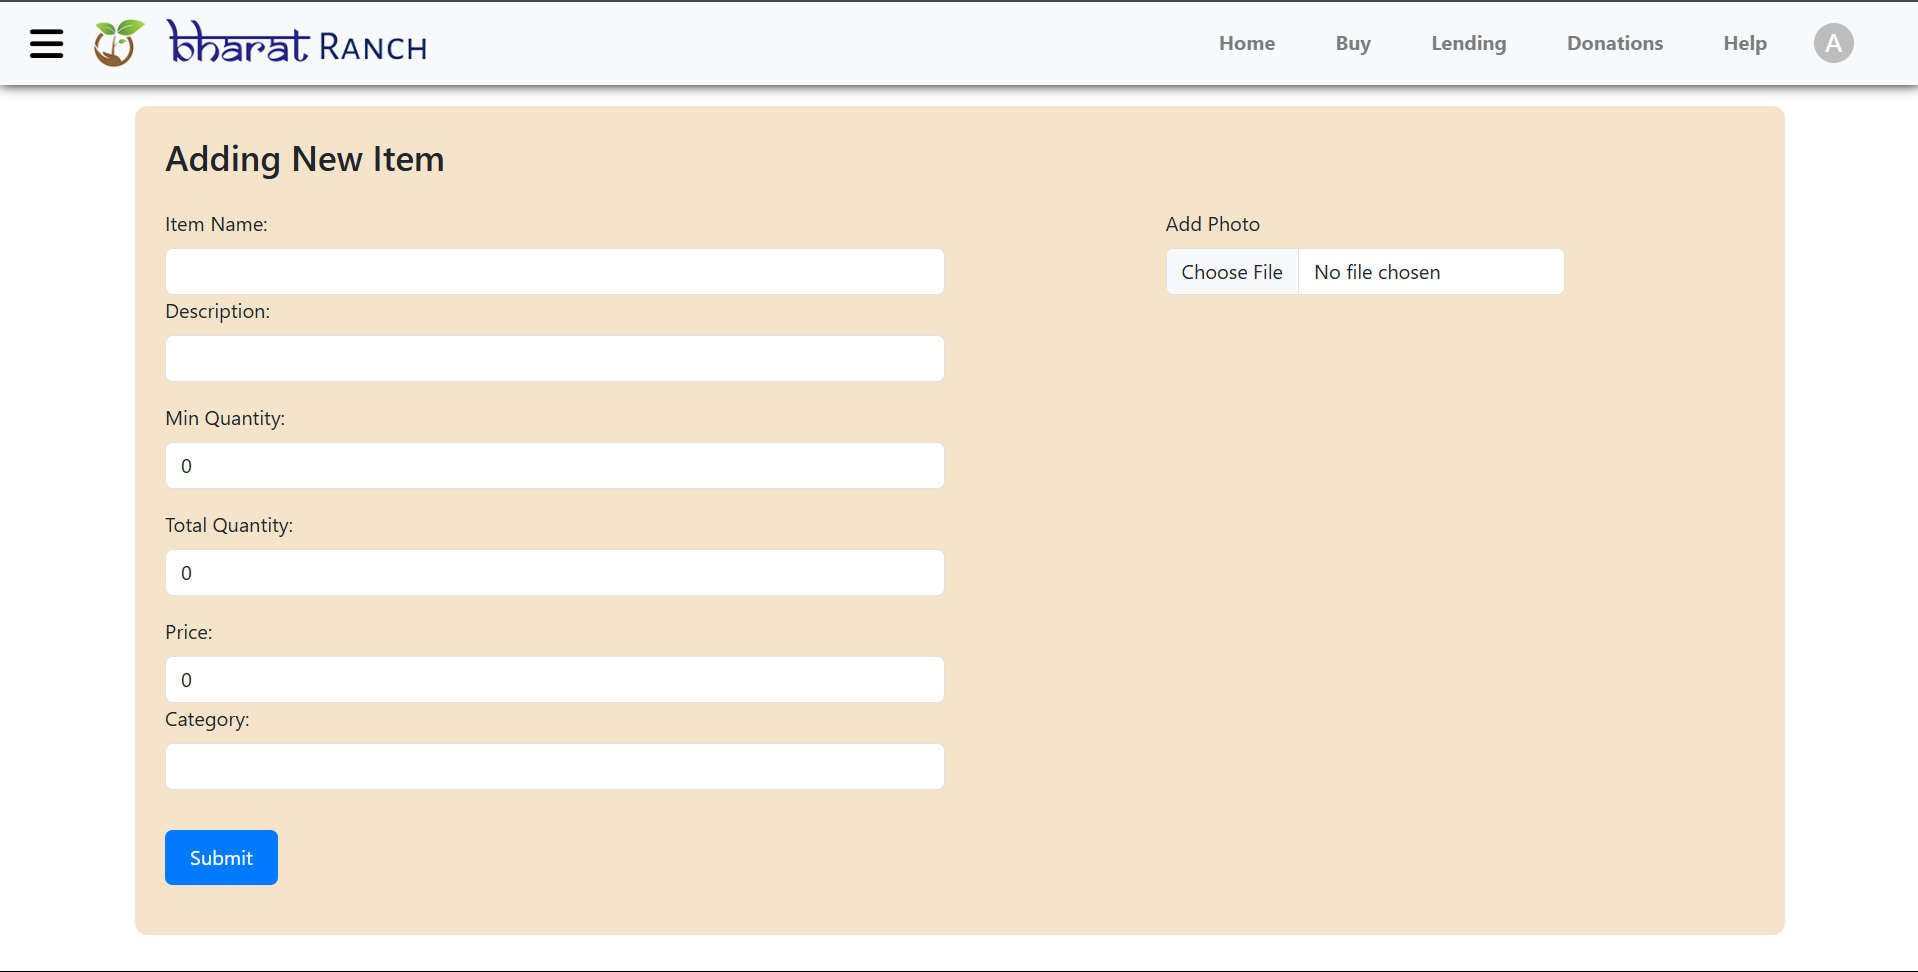 bharat RANCH
Home Buy Lending Donations Help A
Adding New Item
Item Name:
Add Photo
Choose File No file chosen
Description:
Min Quantity:
0
Total Quantity:
0
Price:
0
Category:
Submit